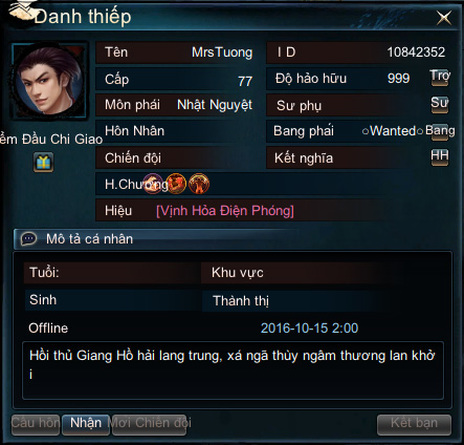 Danh thiếp
Tên MrsTuong I D 10842352
Cấp 77 Độ hảo hữu 999 Trợ
Môn phái Nhật Nguyệt Sư phụ Sư
Hôn Nhân Bang phái ○Wanted○ Bang
ểm Đầu Chi Giao
Chiến đội Kết nghĩa HH
H.Chương
Hiệu [Vịnh Hỏa Điện Phóng]
Mô tả cá nhân
Tuổi: Khu vực
Sinh Thành thị
Offline 2016-10-15 2:00
Hồi thủ Giang Hồ hải lang trung, xá ngã thùy ngâm thương lan khở
i
Cầu hôn Nhận Mời Chiến đội Kết bạn